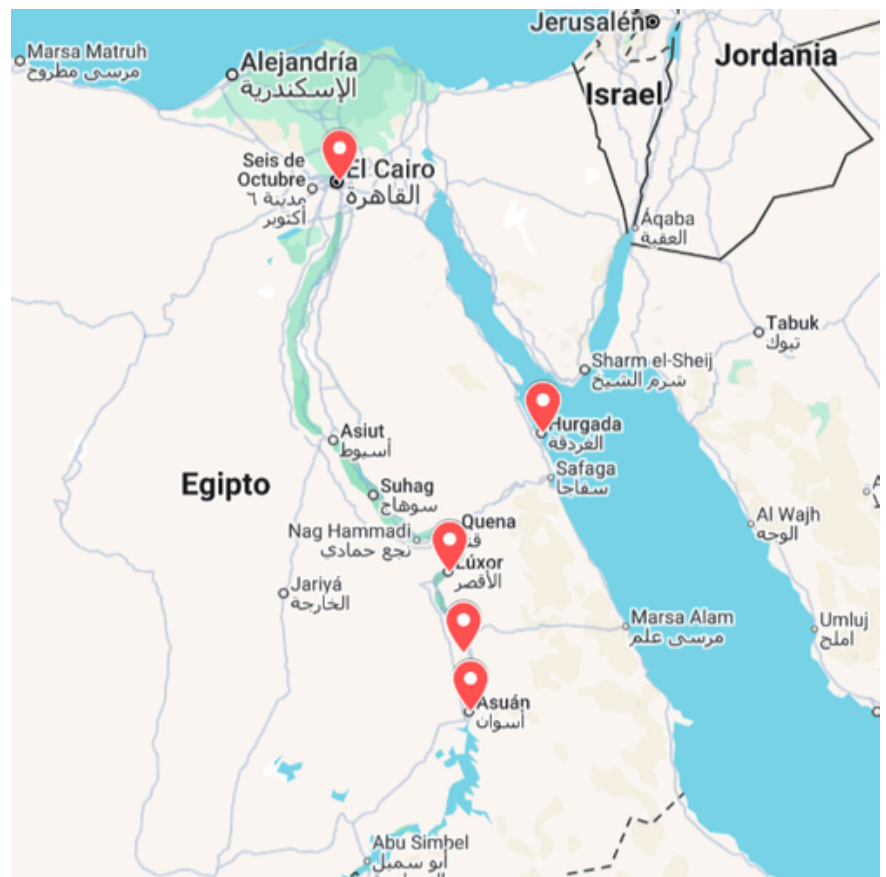 Jerusalén
Marsa Matruh
مرسى مطروح
Alejandría
الإسكندرية
Jordania
Israel
Seis de
Octubre
مدينة ٦
أكتوبر
El Cairo
القاهرة
Áqaba
العقبة
Tabuk
تبوك
Sharm el-Sheij
شرم الشيخ
Hurgada
الغردقة
Asiut
أسيوط
Egipto
Suhag
سوهاج
Safaga
سفاجا
Quena
Nag Hammadi
نجع حمادي
Al Wajh
الوجه
Lúxor
الأقصر
Jariyá
الخارجة
Marsa Alam
مرسى علم
Umluj
املج
Asuán
أسوان
Abu Simbel
أبو سمبل